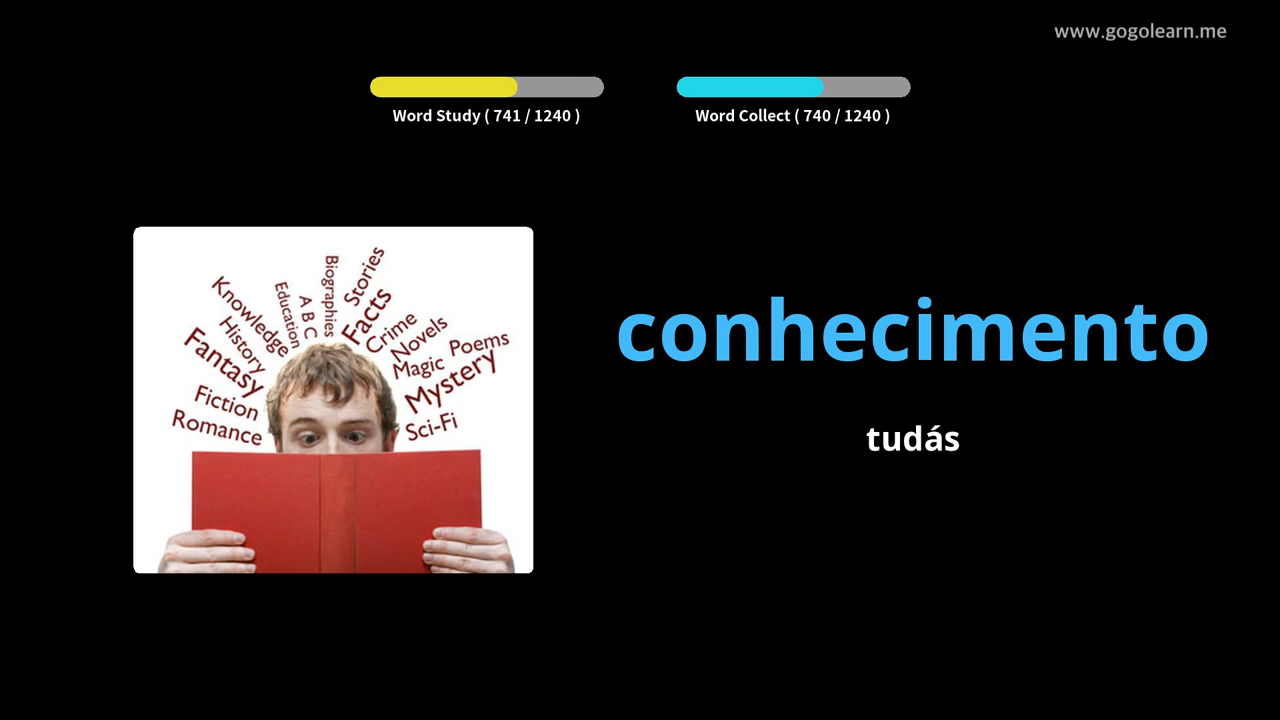 www.gogolearn.me
Word Study ( 741 / 1240 )
Word Collect ( 740 / 1240 )
conhecimento
tudás
Knowledge
Education
A B C
Biographies
Stories
Facts
History
Crime
Novels
Fantasy
Magic
Poems
Mystery
Fiction
Romance
Sci-Fi